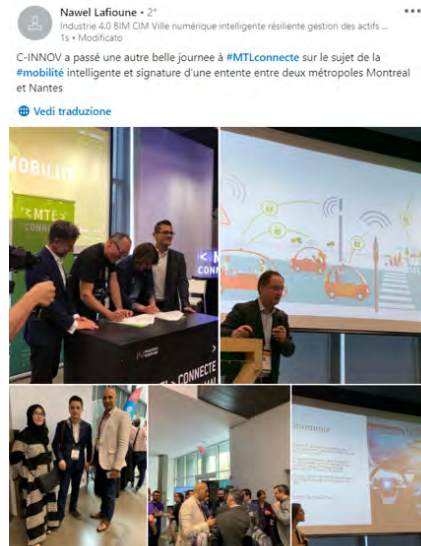 Nawel Lafioune • 2°
Industrie 4.0 BIM CIM Ville numérique intelligente résiliente gestion des actifs ...
1s • Modificato
C-INNOV a passé une autre belle journee à #MTLconnecte sur le sujet de la
#mobilité intelligente et signature d'une entente entre deux métropoles Montreal
et Nantes
Vedi traduzione
MOBILIT
MTL
CONNECTE